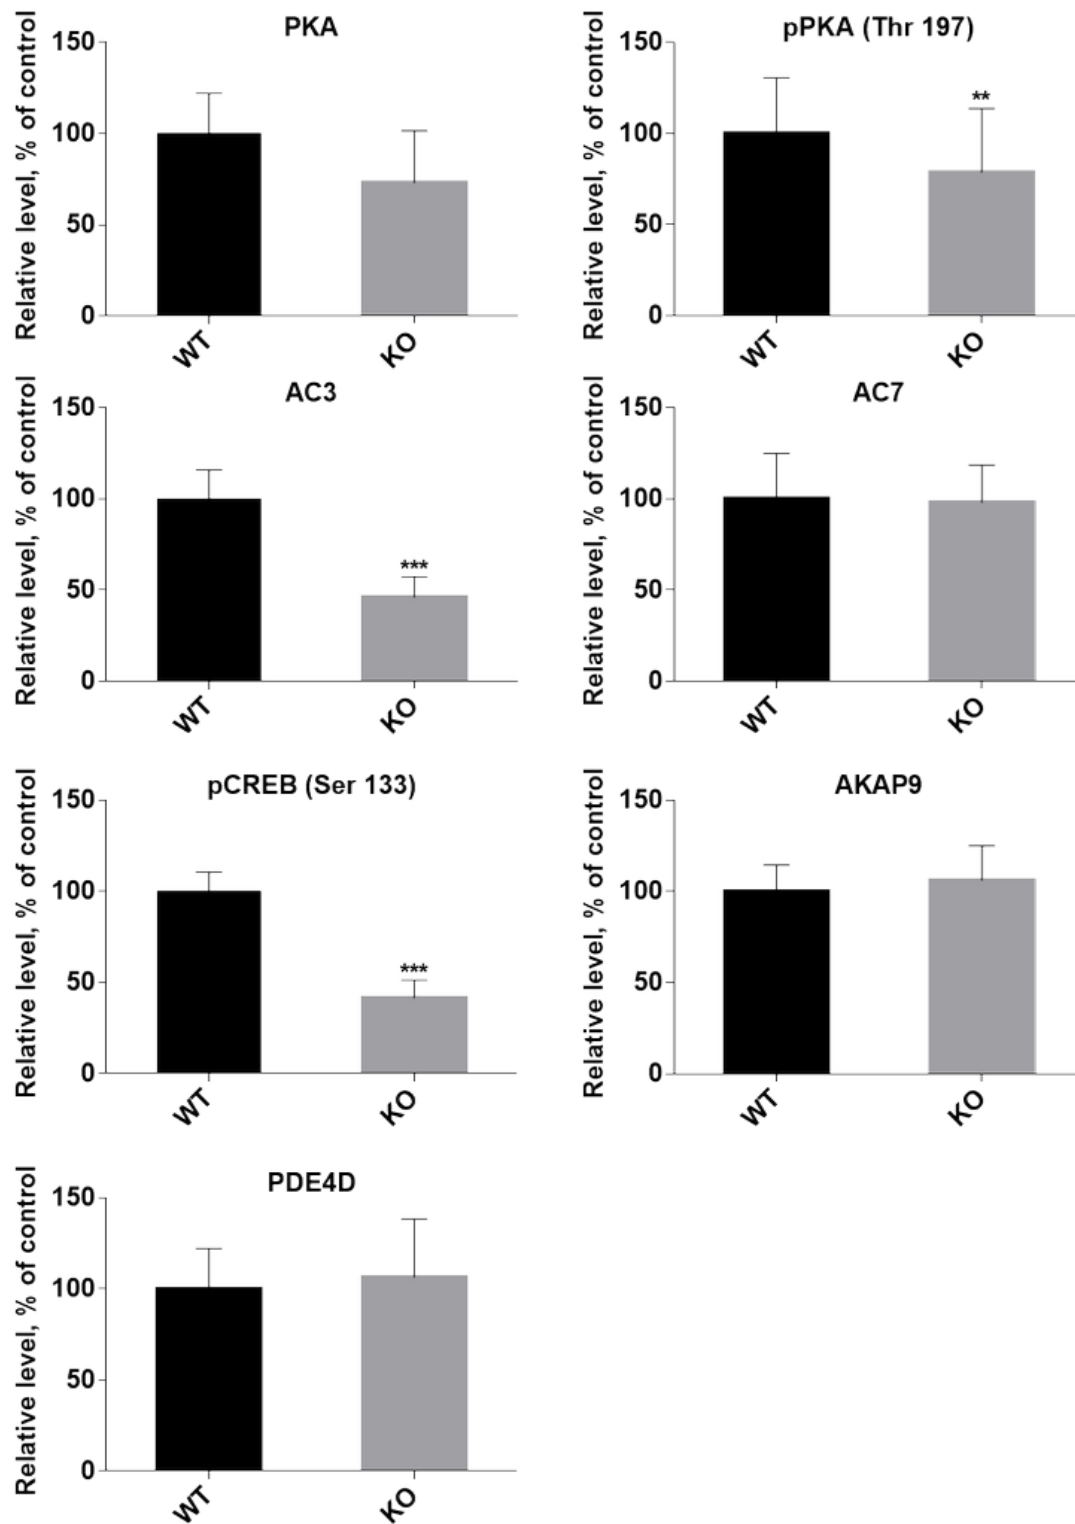 PKA
Relative level, % of control
150
100
50
0
WT
KO
pPKA (Thr 197)
Relative level, % of control
150
100
50
0
**
WT
KO
AC3
Relative level, % of control
150
100
50
0
***
WT
KO
AC7
Relative level, % of control
150
100
50
0
WT
KO
pCREB (Ser 133)
Relative level, % of control
150
100
50
0
***
WT
KO
AKAP9
Relative level, % of control
150
100
50
0
WT
KO
PDE4D
Relative level, % of control
150
100
50
0
WT
KO